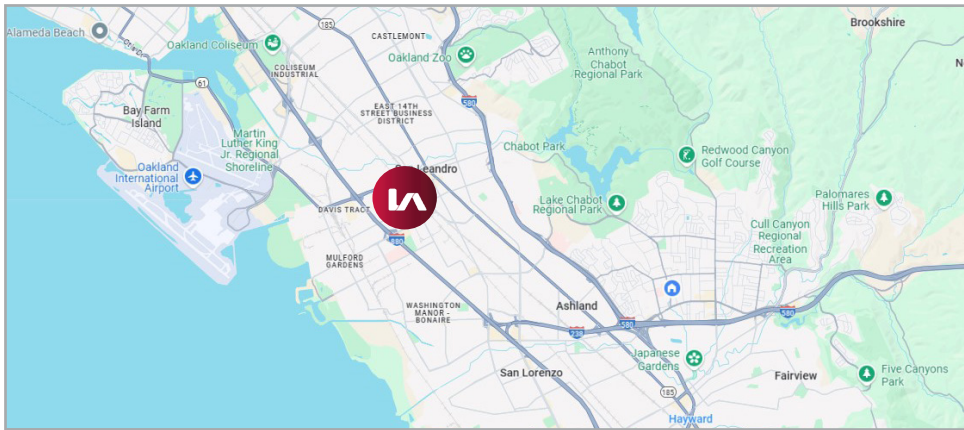 185
Brookshire
Alameda Beach
CASTLEMONT
Oakland Coliseum
Oakland Zoo
Anthony
Chabot
Regional Park
COLISEUM
INDUSTRIAL
61
580
EAST 14TH
STREET BUSINESS
DISTRICT
Bay Farm
Island
Martin
Luther King
Jr. Regional
Shoreline
Chabot Park
Redwood Canyon
Golf Course
Oakland
International
Airport
Leandro
Lake Chabot
Regional Park
Palomares
Hills Park
DAVIS TRACT
880
Cull Canyon
Regional
Recreation
Area
MULFORD
GARDENS
WASHINGTON
MANOR -
BONAIRE
Ashland
580
580
238
Japanese
Gardens
San Lorenzo
Fairview
Five Canyons
Park
185
Hayward